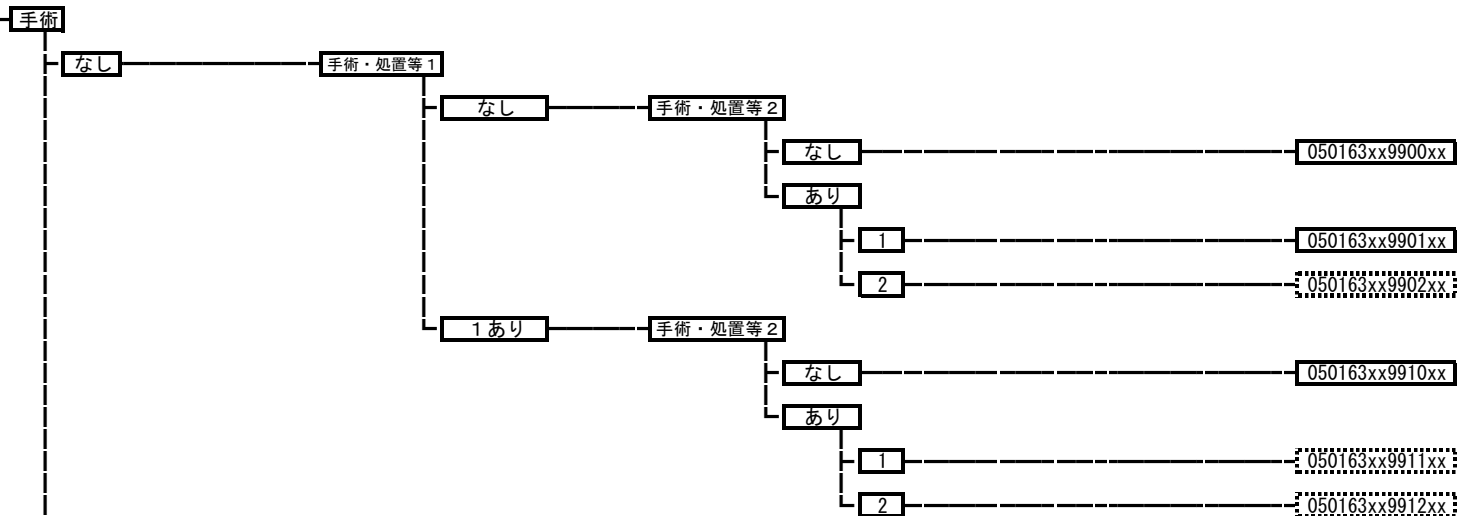 手術
なし 手術・処置等1
なし 手術・処置等2
なし 050163xx9900xx
あり
1 050163xx9901xx
2 050163xx9902xx
1あり 手術・処置等2
なし 050163xx9910xx
あり
1 050163xx9911xx
2 050163xx9912xx